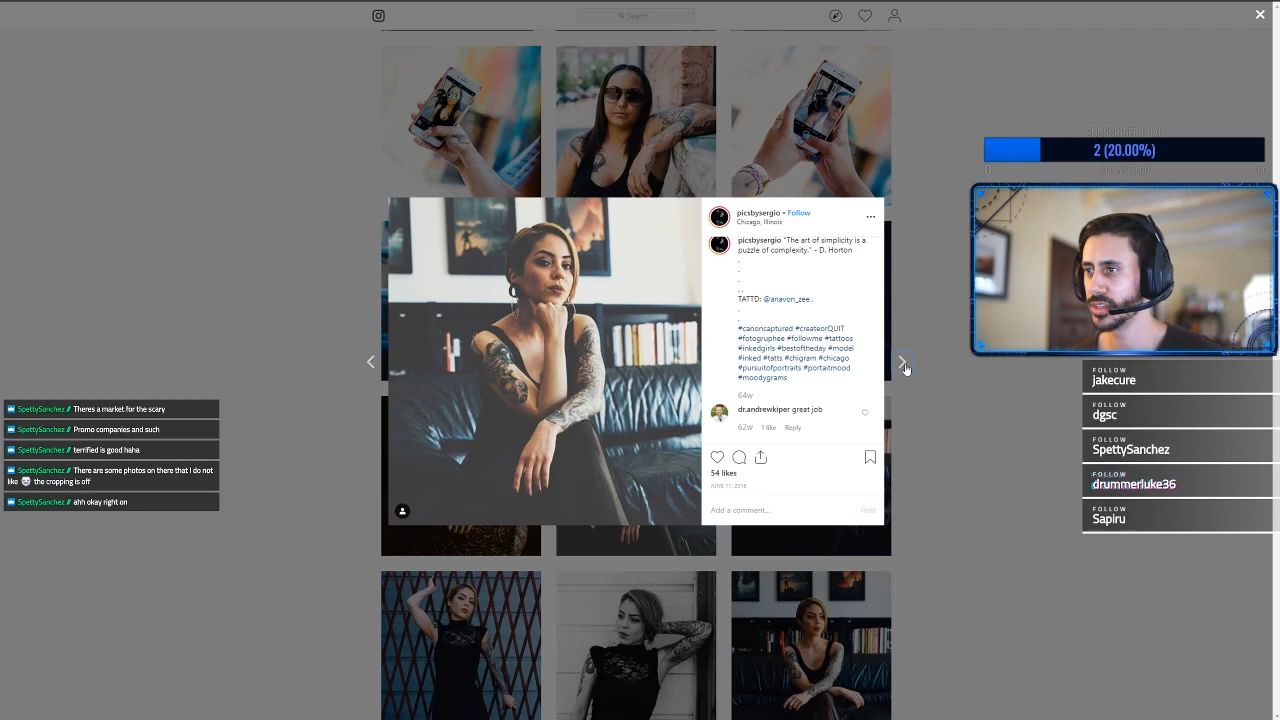 Search
picsbysergio • Follow
Chicago, Illinois
picsbysergio "The art of simplicity is a
puzzle of complexity." - D. Horton
.
.
.
. .
TATTD: @anavon_zee .
.
.
#canoncaptured #createorQUIT
#fotogruphee #followme #tattoos
#inkedgirls #bestoftheday #model
#inked #tatts #chigram #chicago
#pursuitofportraits #portaitmood
#moodygrams
64w
dr.andrewkiper great job
62w 1 like Reply
54 likes
JUNE 11, 2018
Add a comment... Post
SpettySanchez // Theres a market for the scary
SpettySanchez // Promo companies and such
SpettySanchez // terrified is good haha
SpettySanchez // There are some photos on there that I do not
like the cropping is off
SpettySanchez // ahh okay right on
SUBSCRIBER GOAL
2 (20.00%)
FOLLOW
jakecure
FOLLOW
dgsc
FOLLOW
SpettySanchez
FOLLOW
drummerluke36
FOLLOW
Sapiru